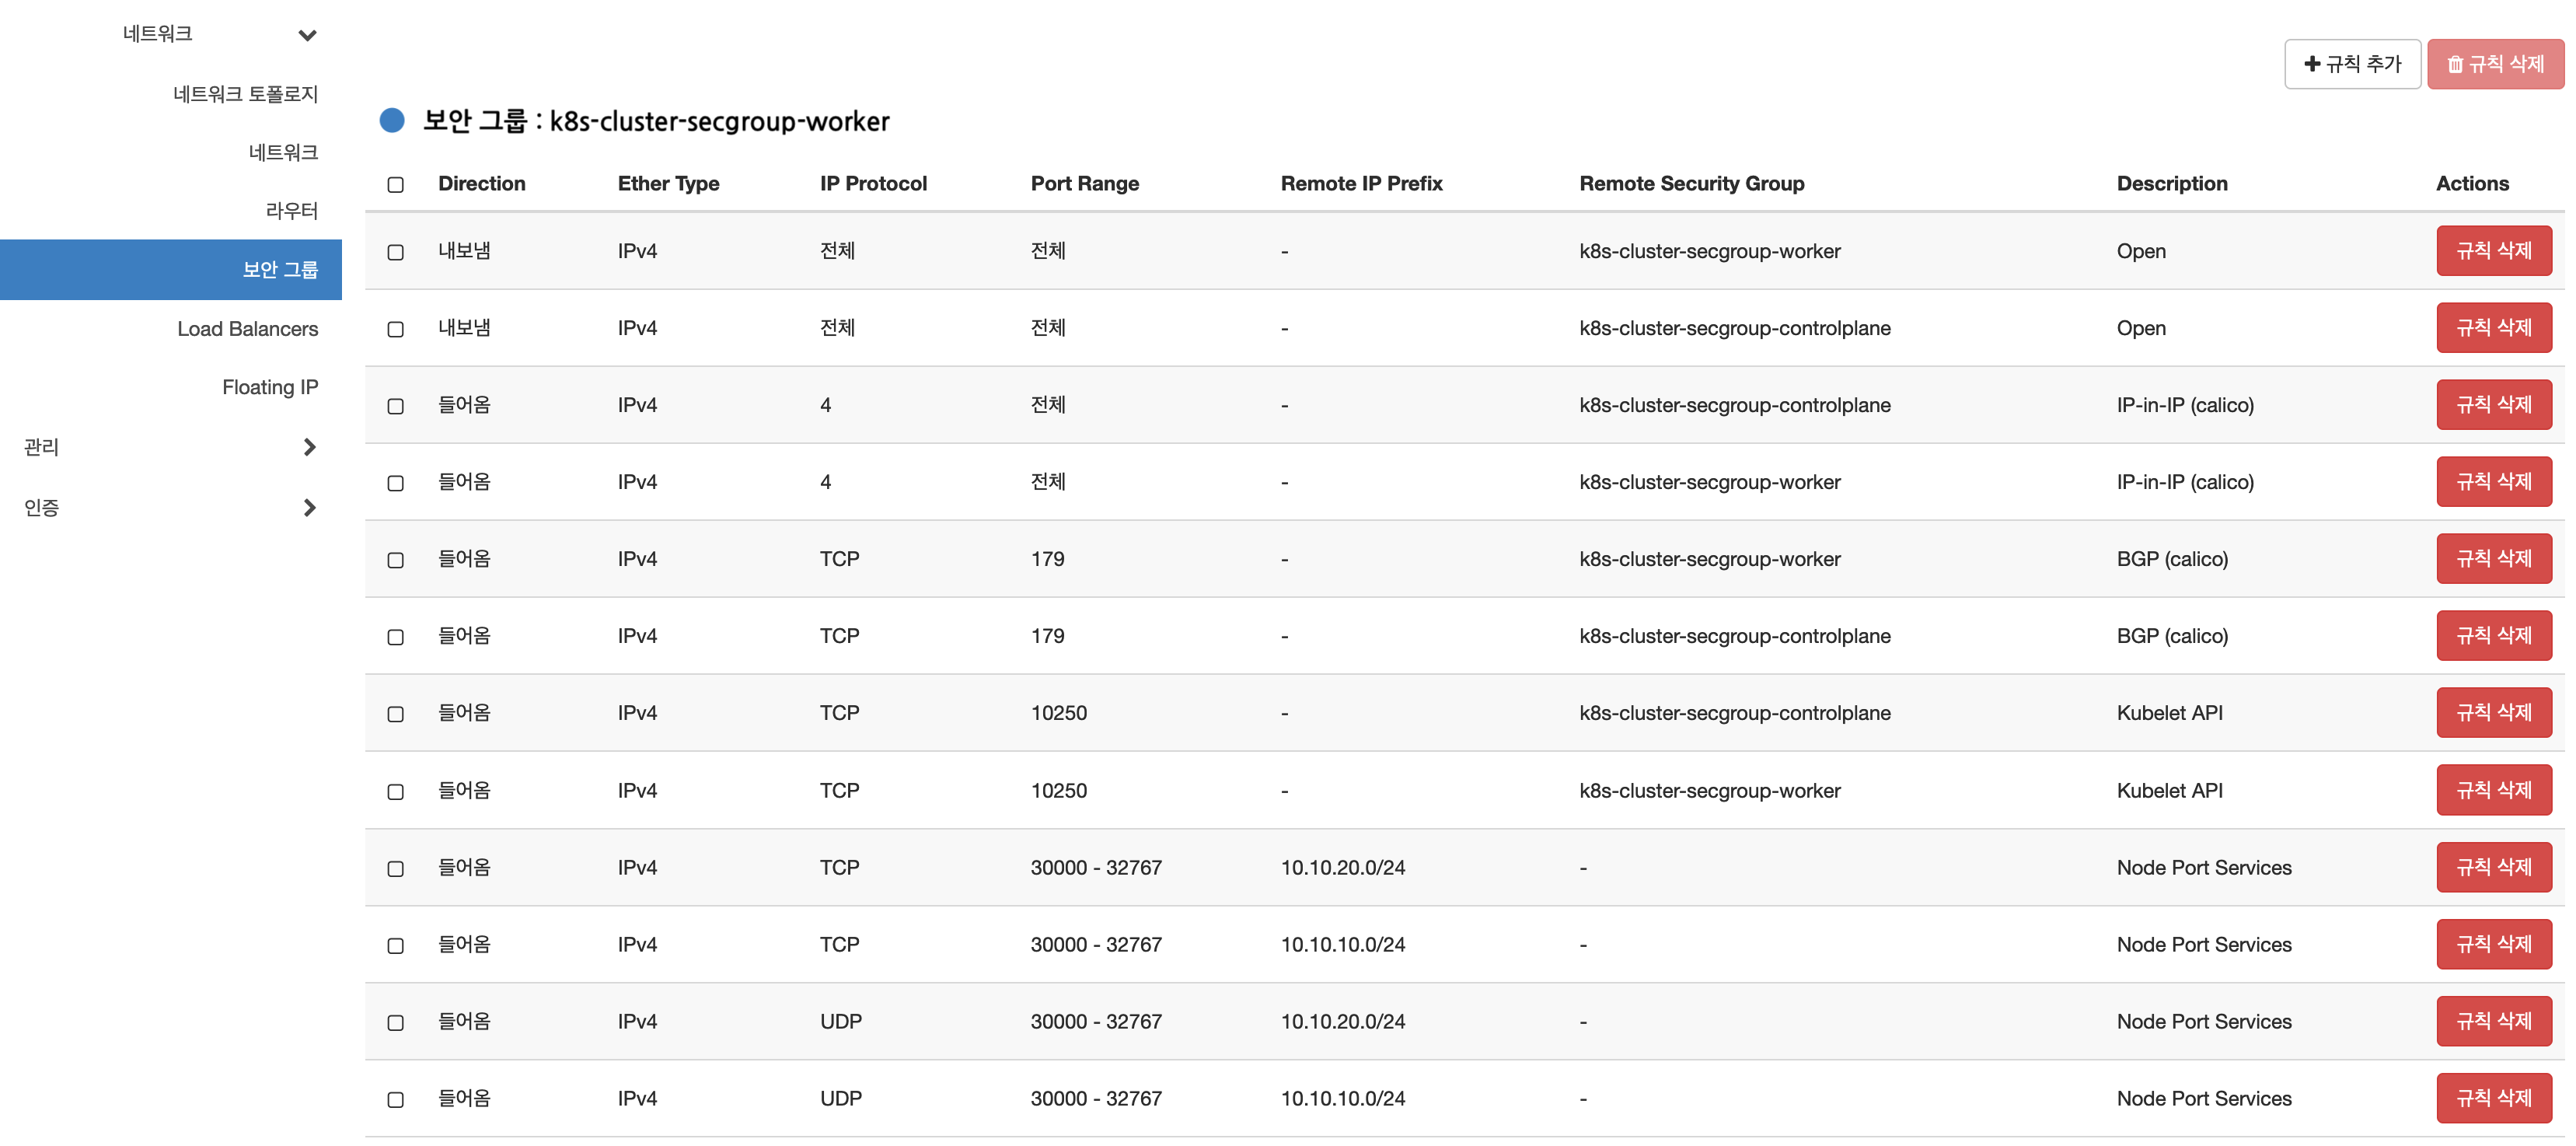 네트워크
네트워크 토폴로지
네트워크
라우터
보안 그룹
Load Balancers
Floating IP
관리
인증
규칙 추가 규칙 삭제
보안 그룹 : k8s-cluster-secgroup-worker
Direction Ether Type IP Protocol Port Range Remote IP Prefix Remote Security Group Description Actions
내보냄 IPv4 전체 전체 - k8s-cluster-secgroup-worker Open 규칙 삭제
내보냄 IPv4 전체 전체 - k8s-cluster-secgroup-controlplane Open 규칙 삭제
들어옴 IPv4 4 전체 - k8s-cluster-secgroup-controlplane IP-in-IP (calico) 규칙 삭제
들어옴 IPv4 4 전체 - k8s-cluster-secgroup-worker IP-in-IP (calico) 규칙 삭제
들어옴 IPv4 TCP 179 - k8s-cluster-secgroup-worker BGP (calico) 규칙 삭제
들어옴 IPv4 TCP 179 - k8s-cluster-secgroup-controlplane BGP (calico) 규칙 삭제
들어옴 IPv4 TCP 10250 - k8s-cluster-secgroup-controlplane Kubelet API 규칙 삭제
들어옴 IPv4 TCP 10250 - k8s-cluster-secgroup-worker Kubelet API 규칙 삭제
들어옴 IPv4 TCP 30000 - 32767 10.10.20.0/24 - Node Port Services 규칙 삭제
들어옴 IPv4 TCP 30000 - 32767 10.10.10.0/24 - Node Port Services 규칙 삭제
들어옴 IPv4 UDP 30000 - 32767 10.10.20.0/24 - Node Port Services 규칙 삭제
들어옴 IPv4 UDP 30000 - 32767 10.10.10.0/24 - Node Port Services 규칙 삭제